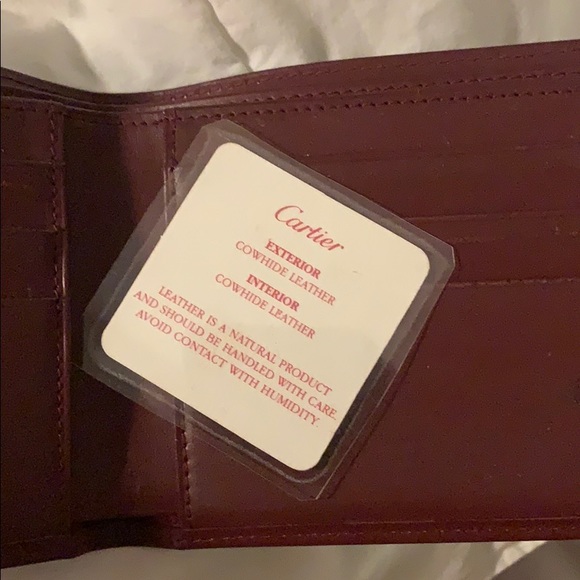 Cartier
EXTERIOR
COWHIDE LEATHER
INTERIOR
COWHIDE LEATHER
LEATHER IS A NATURAL PRODUCT
AND SHOULD BE HANDLED WITH CARE.
AVOID CONTACT WITH HUMIDITY.